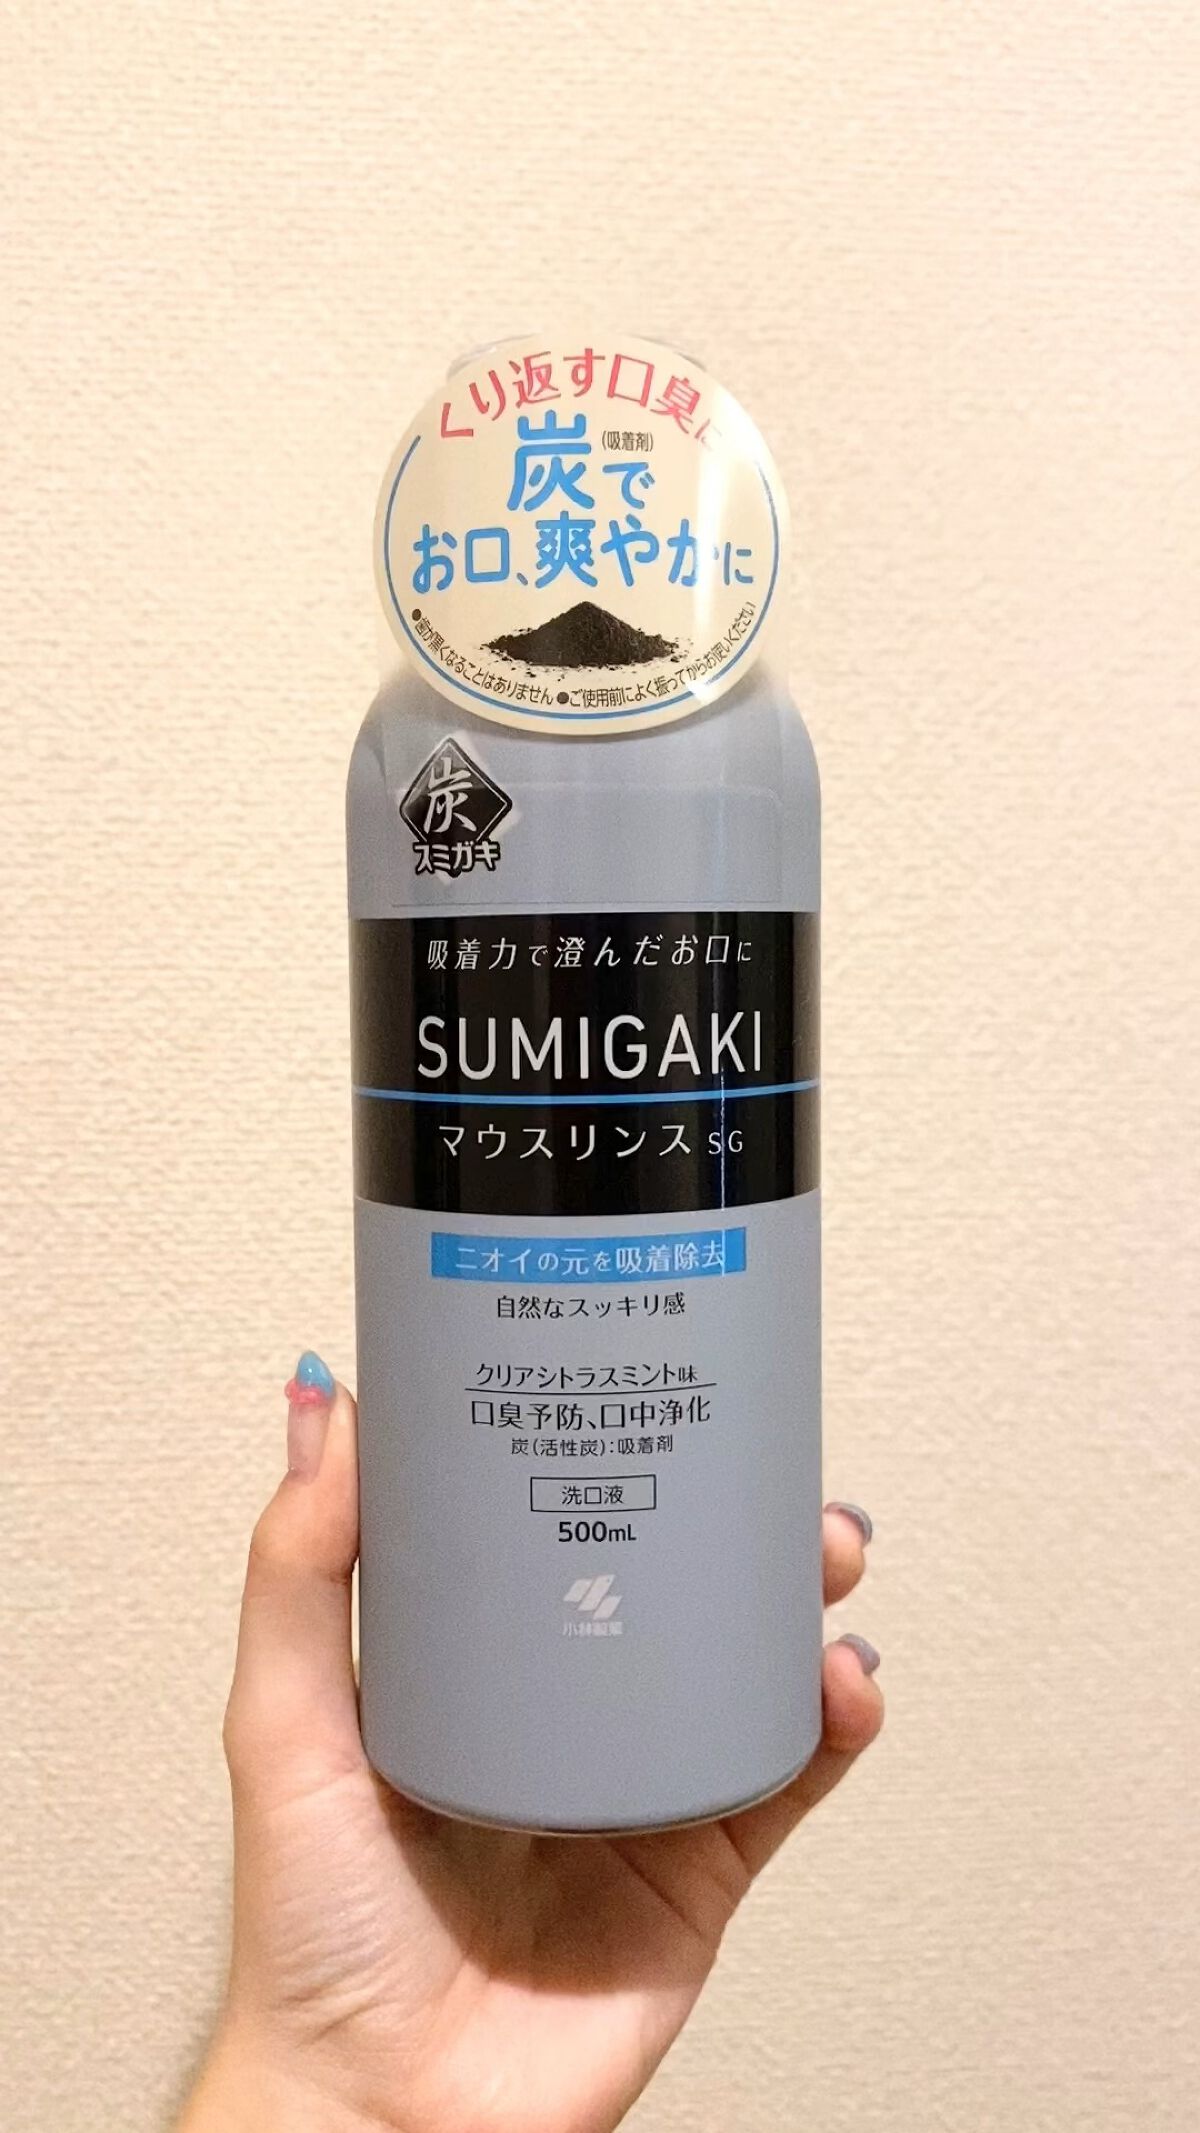 くり返す口臭に
炭(吸着剤)で
お口、爽やかに
●歯が黒くなることはありません ●ご使用前によく振ってからお使いください
炭
スミガキ
吸着力で澄んだお口に
SUMIGAKI
マウスリンス SG
ニオイの元を吸着除去
自然なスッキリ感
クリアシトラスミント味
口臭予防、口中浄化
炭(活性炭):吸着剤
洗口液
500mL
小林製薬